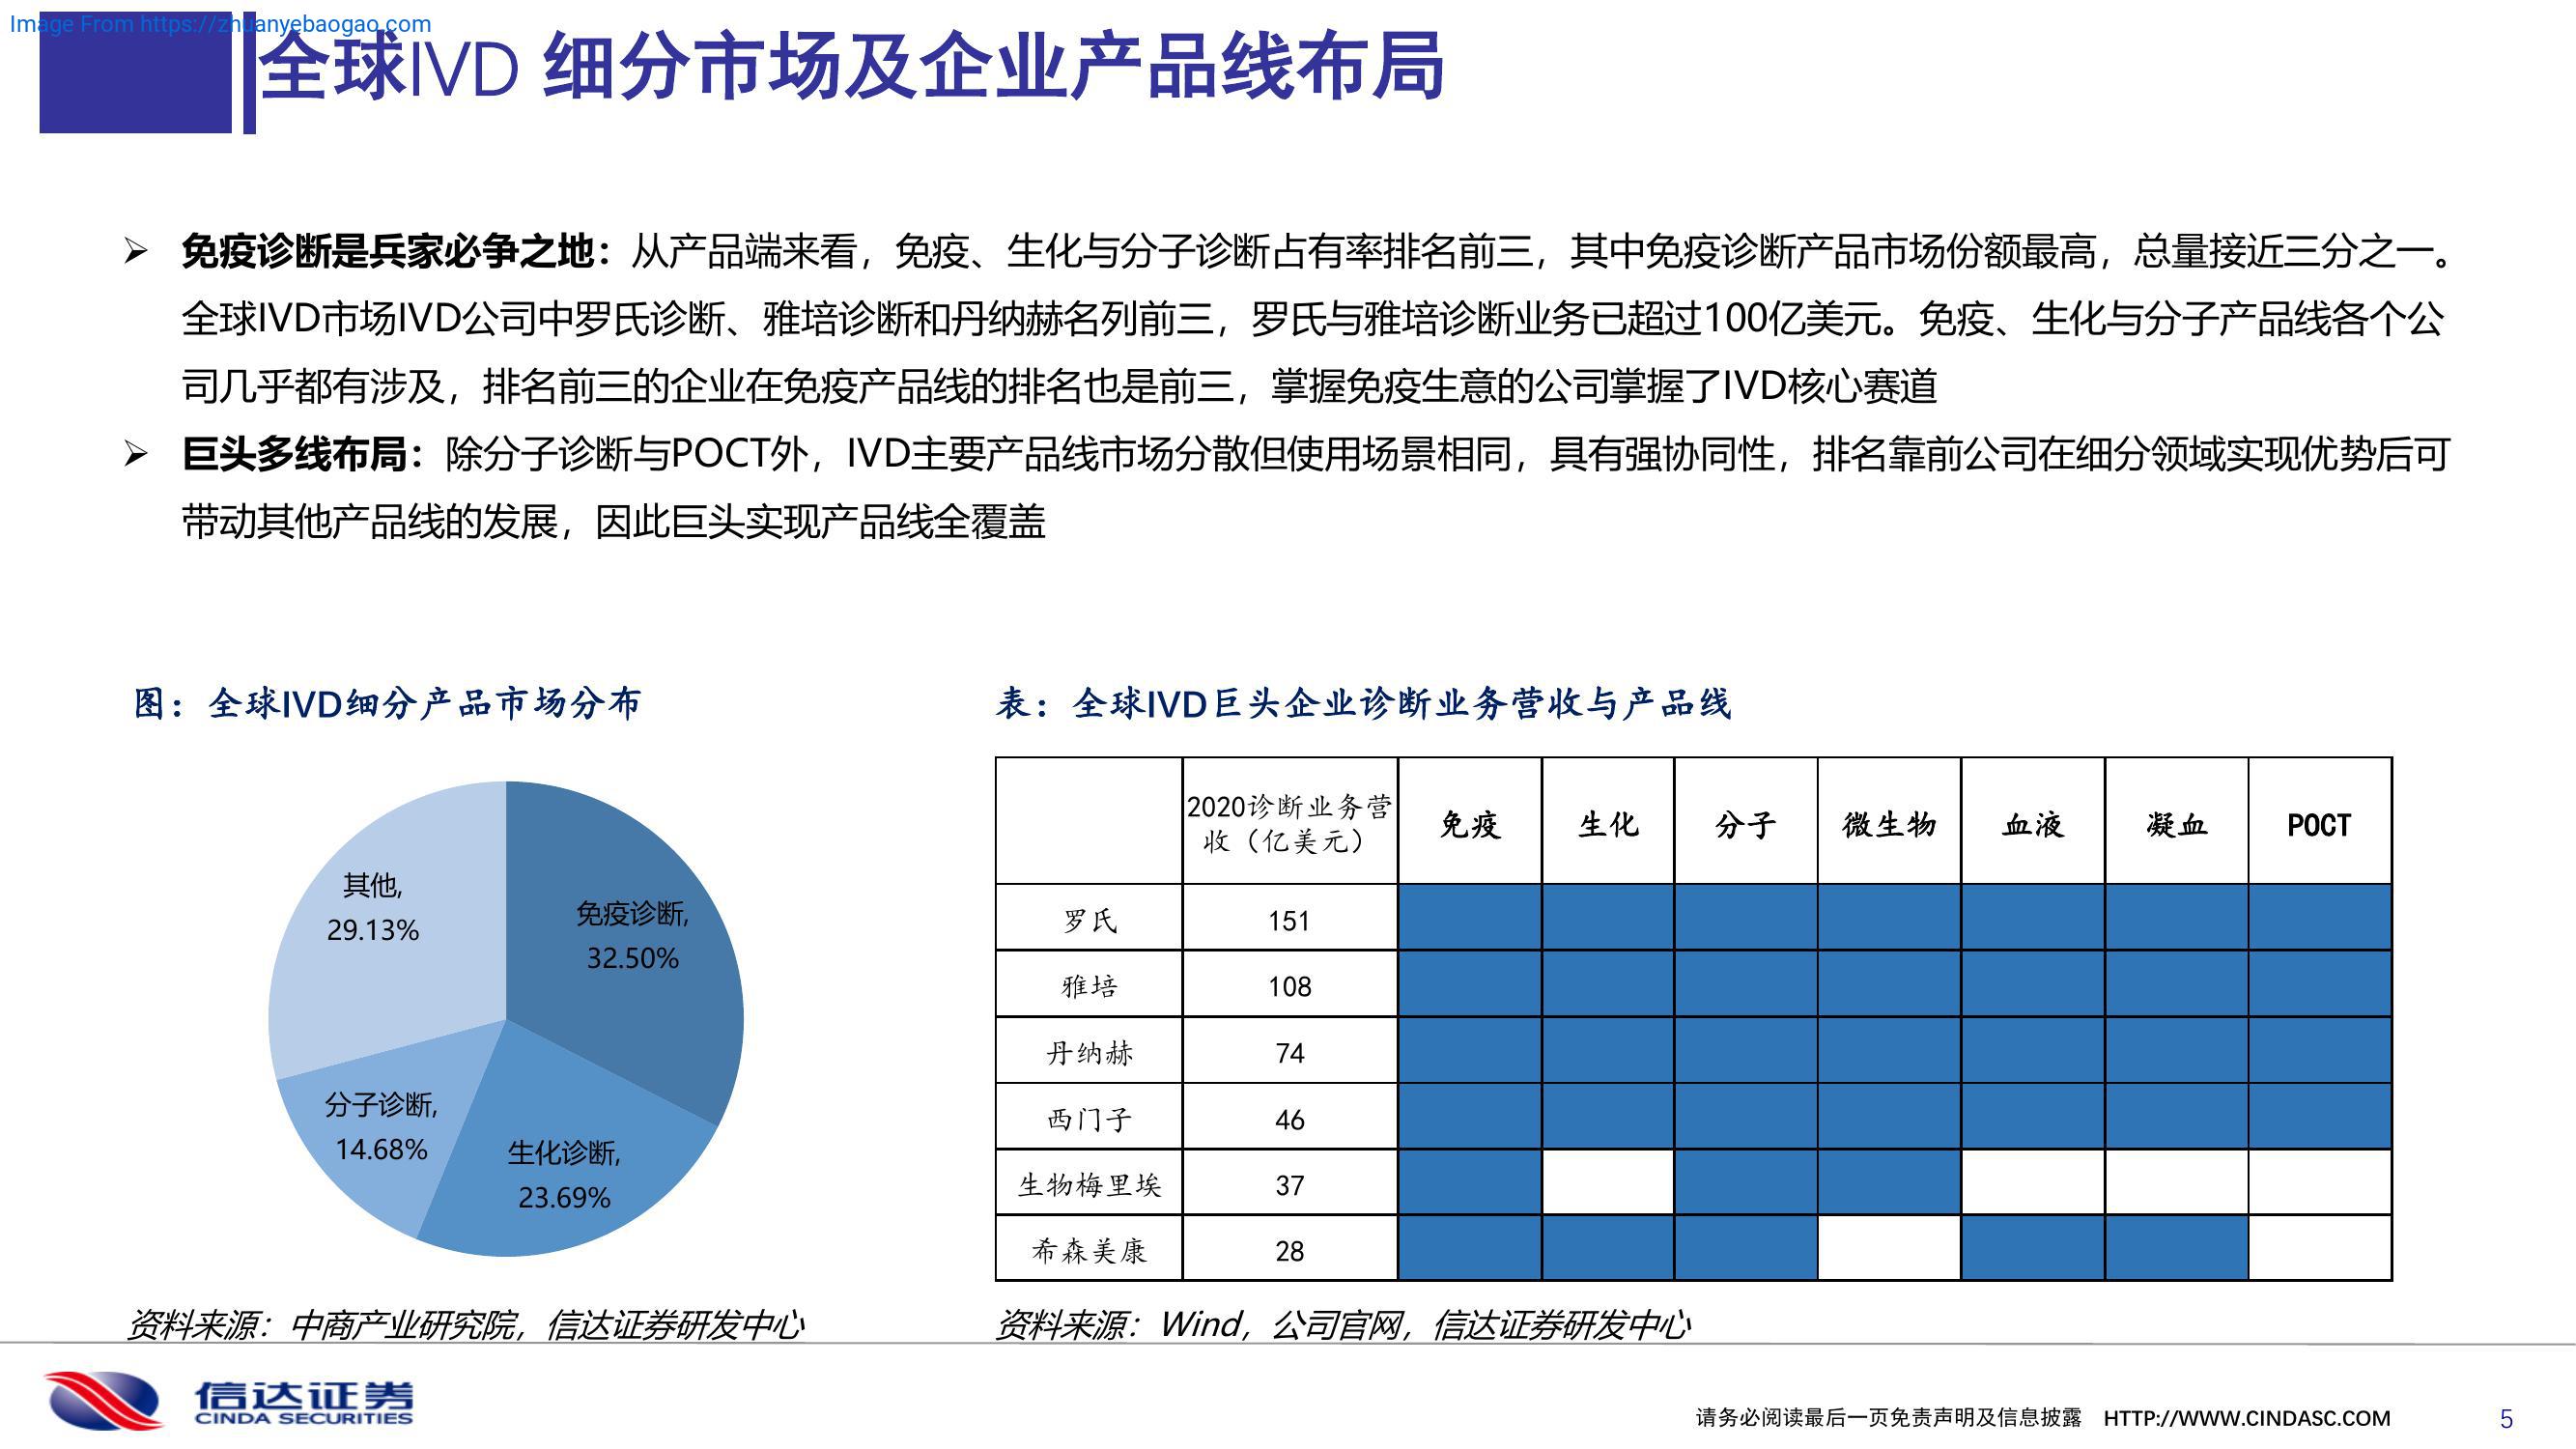 Image From https://zhuanyebaogao.com
全球IVD 细分市场及企业产品线布局
➢ 免疫诊断是兵家必争之地：从产品端来看，免疫、生化与分子诊断占有率排名前三，其中免疫诊断产品市场份额最高，总量接近三分之一。
全球IVD市场IVD公司中罗氏诊断、雅培诊断和丹纳赫名列前三，罗氏与雅培诊断业务已超过100亿美元。免疫、生化与分子产品线各个公
司几乎都有涉及，排名前三的企业在免疫产品线的排名也是前三，掌握免疫生意的公司掌握了IVD核心赛道
➢ 巨头多线布局：除分子诊断与POCT外，IVD主要产品线市场分散但使用场景相同，具有强协同性，排名靠前公司在细分领域实现优势后可
带动其他产品线的发展，因此巨头实现产品线全覆盖
图：全球IVD细分产品市场分布
其他,
29.13%
免疫诊断,
32.50%
分子诊断,
14.68%
生化诊断,
23.69%
资料来源：中商产业研究院，信达证券研发中心
表：全球IVD巨头企业诊断业务营收与产品线
2020诊断业务营
收（亿美元）
免疫 生化 分子 微生物 血液 凝血 POCT
罗氏 151
雅培 108
丹纳赫 74
西门子 46
生物梅里埃 37
希森美康 28
资料来源：Wind，公司官网，信达证券研发中心
信达证券
CINDA SECURITIES
请务必阅读最后一页免责声明及信息披露 HTTP://WWW.CINDASC.COM 5